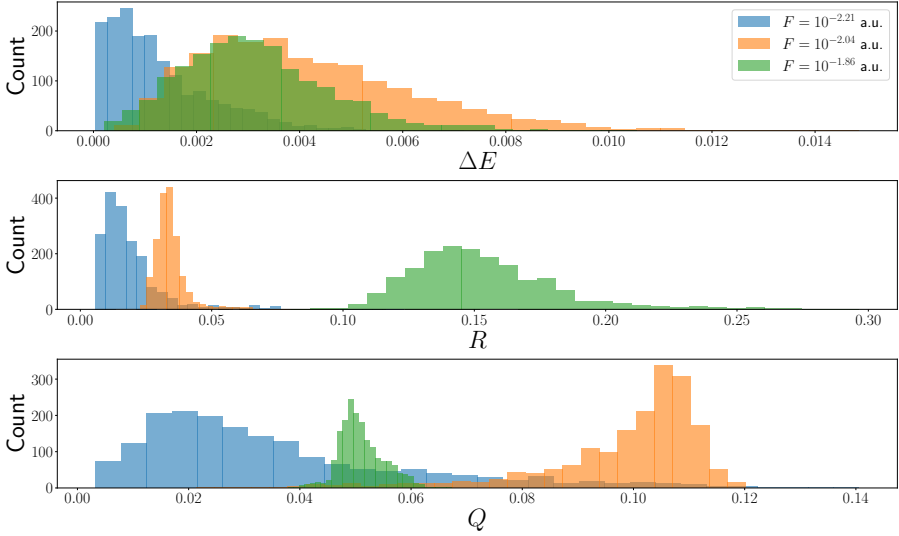 Count
200
100
0
F = 10^{-2.21} a.u.
F = 10^{-2.04} a.u.
F = 10^{-1.86} a.u.
0.000 0.002 0.004 0.006 0.008 0.010 0.012 0.014
ΔE
Count
400
200
0
0.00 0.05 0.10 0.15 0.20 0.25 0.30
R
Count
300
200
100
0
0.00 0.02 0.04 0.06 0.08 0.10 0.12 0.14
Q